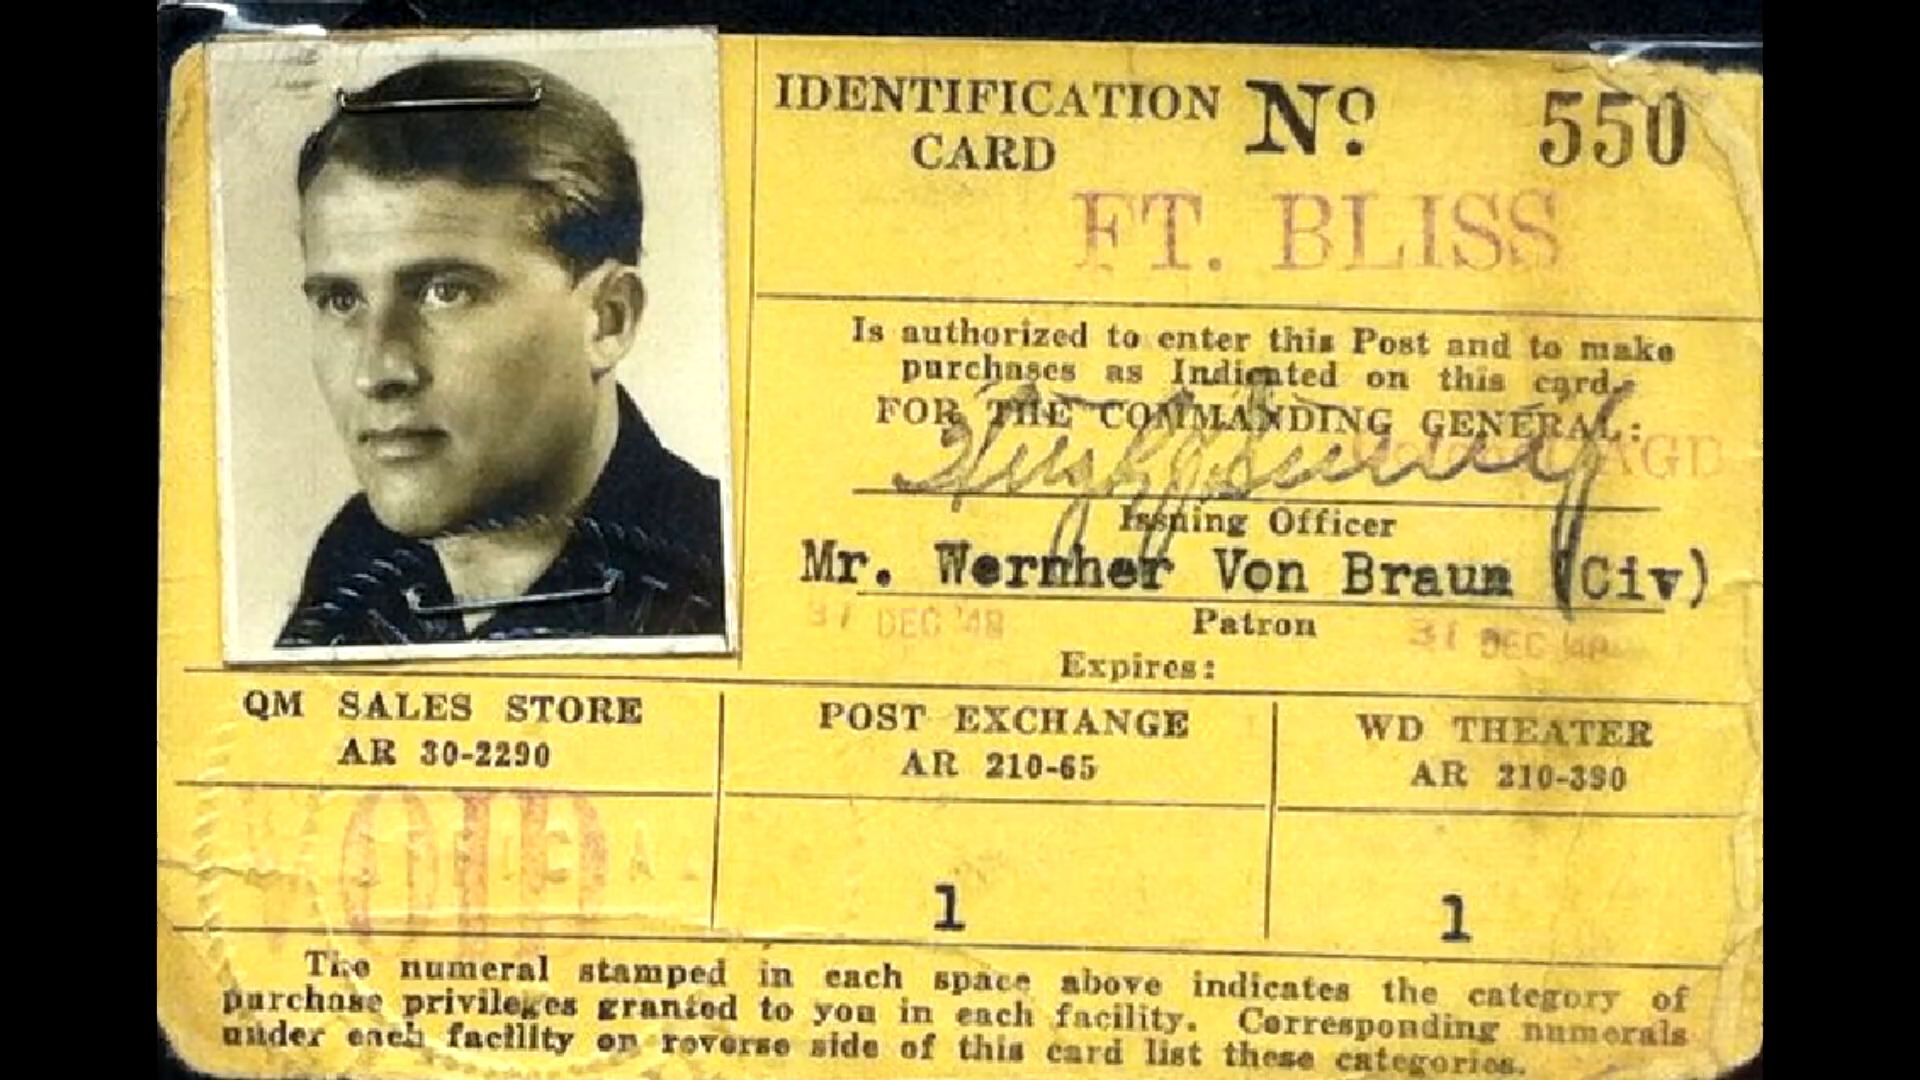 IDENTIFICATION CARD
Nº 550
FT. BLISS
Is authorized to enter this Post and to make
purchases as Indicated on this card.
FOR THE COMMANDING GENERAL:
AGD
Issuing Officer
Mr. Wernher Von Braun (Civ)
Patron
31 DEC '48
31 DEC
Expires:
QM SALES STORE
AR 30-2290
POST EXCHANGE
AR 210-65
WD THEATER
AR 210-390
VOID
1
1
The numeral stamped in each space above indicates the category of
purchase privileges granted to you in each facility. Corresponding numerals
under each facility on reverse side of this card list these categories.